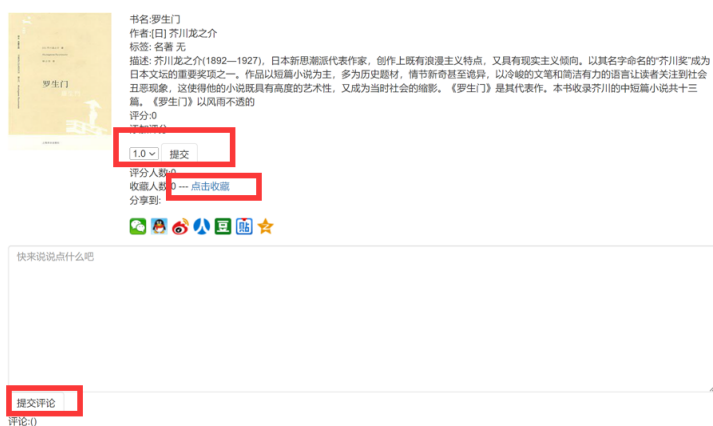 罗生门
书名:罗生门
作者:[日] 芥川龙之介
标签: 名著 无
描述: 芥川龙之介(1892—1927)，日本新思潮派代表作家，创作上既有浪漫主义特点，又具有现实主义倾向。以其名字命名的“芥川奖”成为
日本文坛的重要奖项之一。作品以短篇小说为主，多为历史题材，情节新奇甚至诡异，以冷峻的文笔和简洁有力的语言让读者关注到社会
丑恶现象，这使得他的小说既具有高度的艺术性，又成为当时社会的缩影。《罗生门》是其代表作。本书收录芥川的中短篇小说共十三
篇。《罗生门》以风雨不透的
评分:0
添加评分
1.0 提交
评分人数:0
收藏人数:0 --- 点击收藏
分享到:
人 豆 贴
快来说说点什么吧
提交评论
评论:()